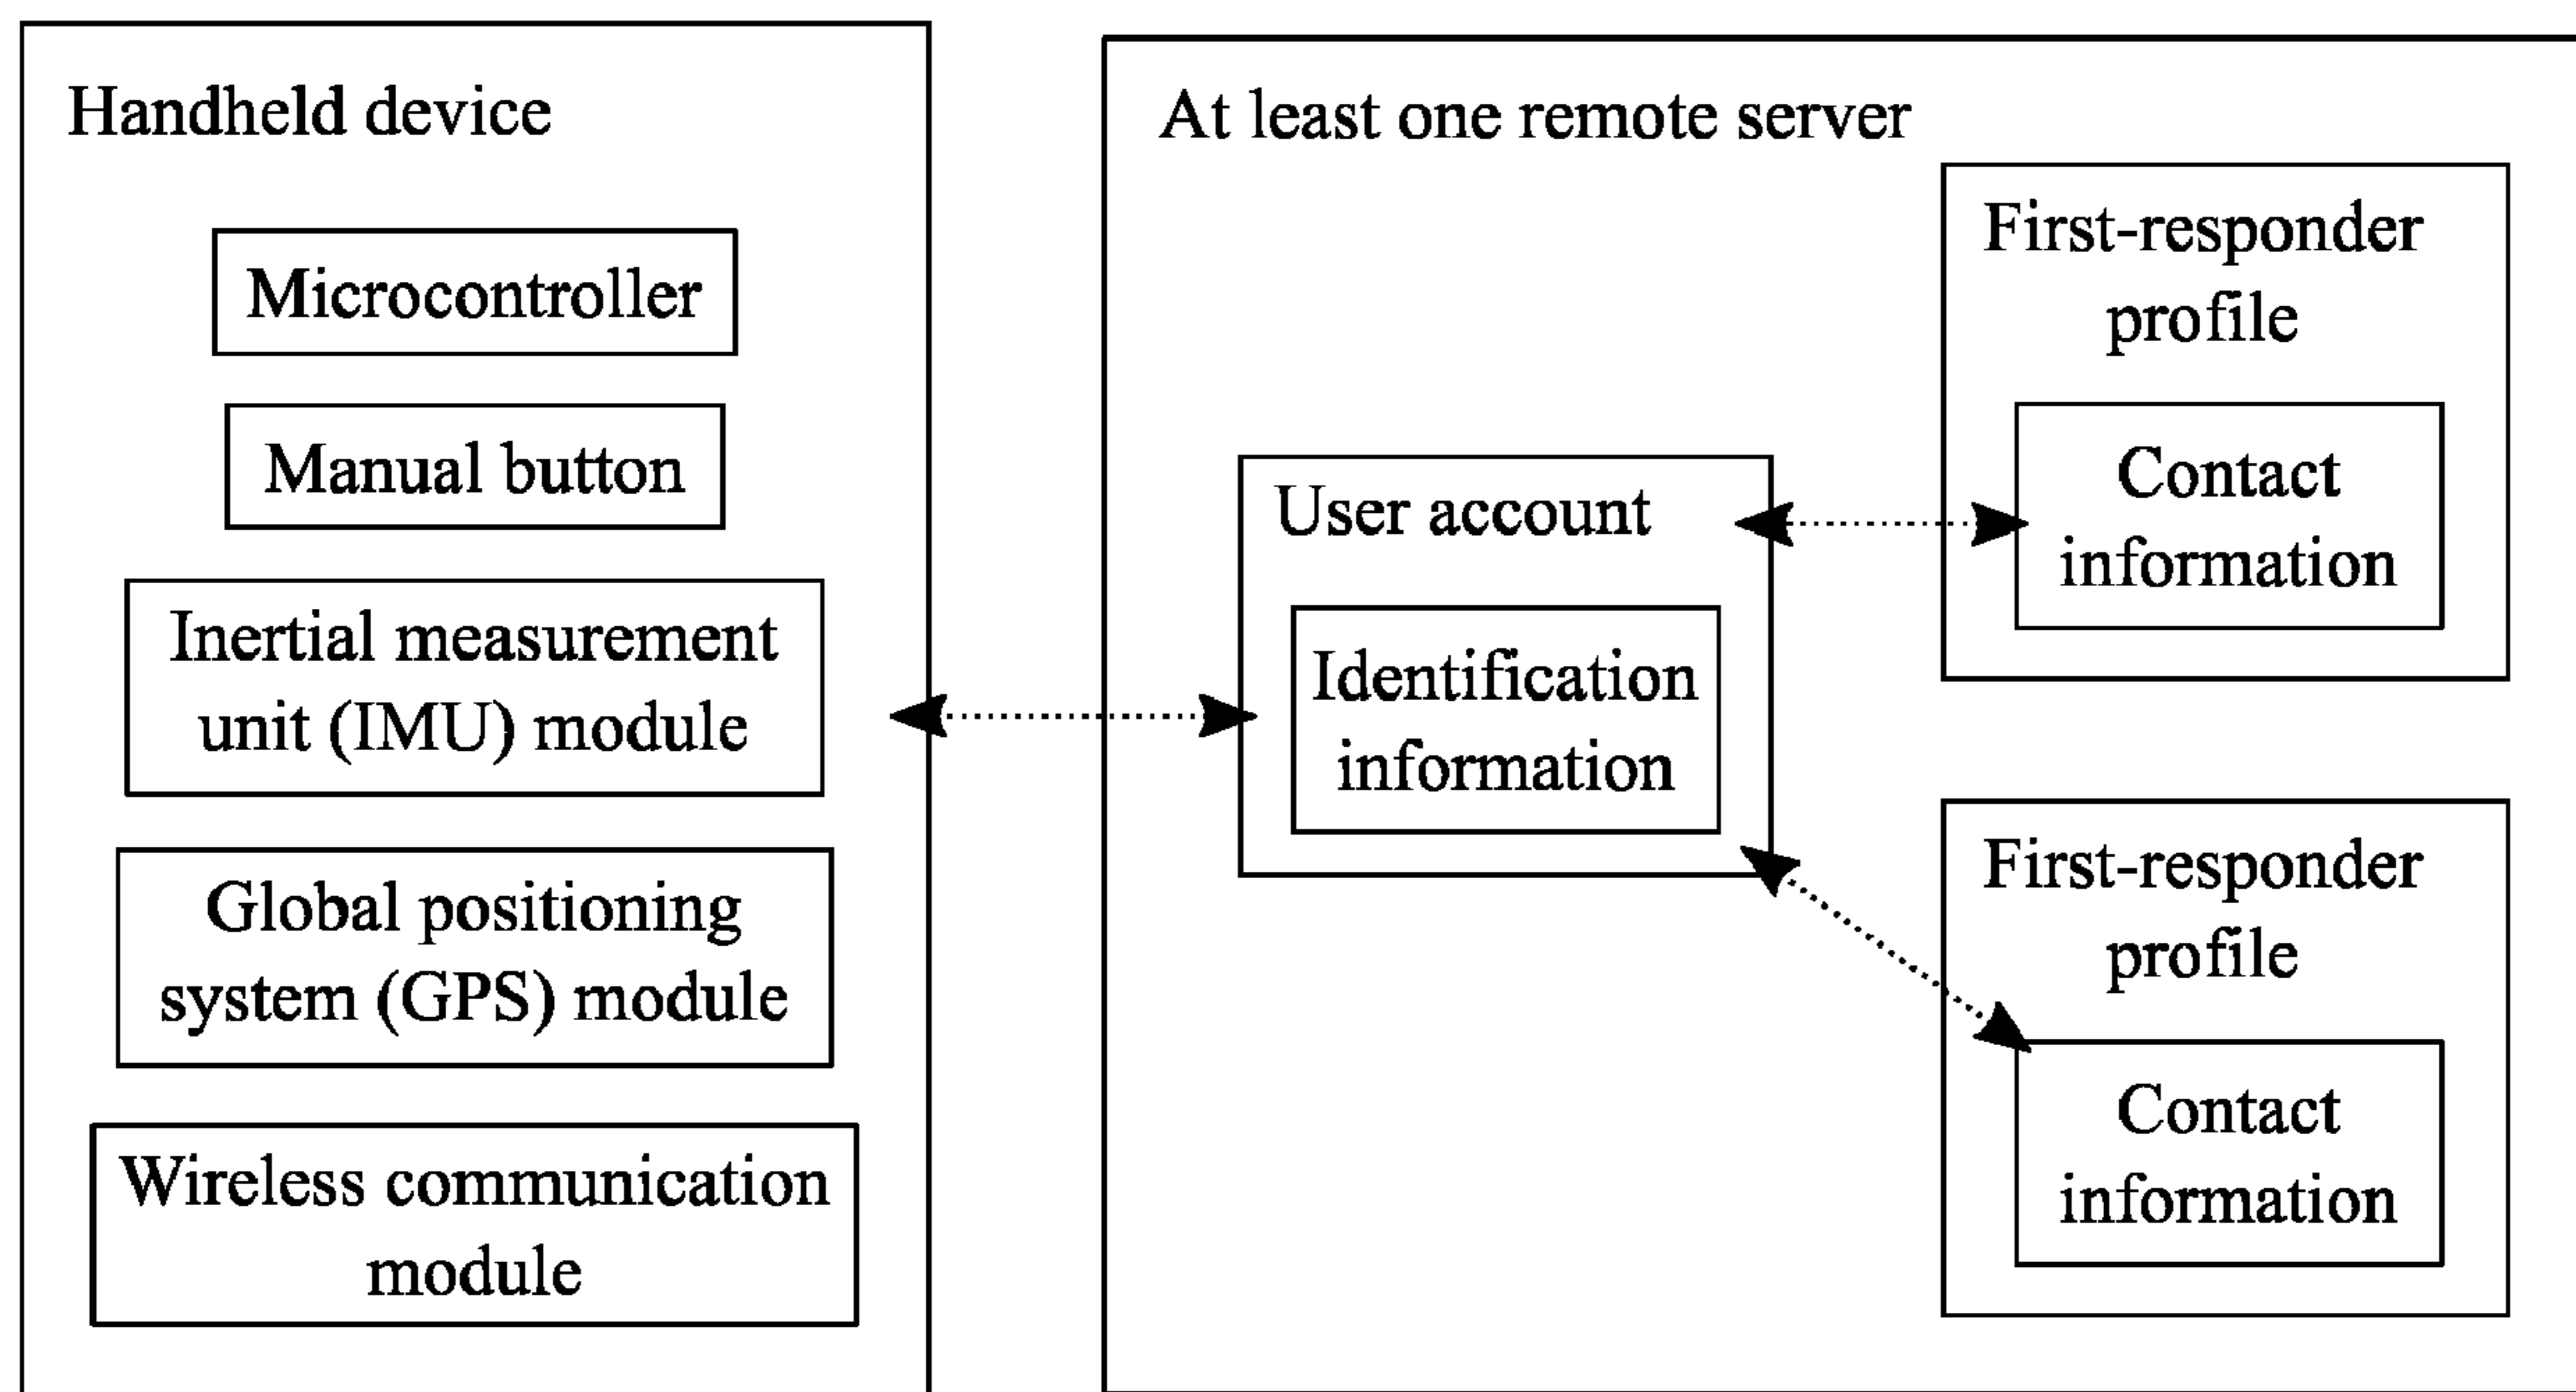 Handheld device
Microcontroller
Manual button
Inertial measurement
unit (IMU) module
Global positioning
system (GPS) module
Wireless communication
module
At least one remote server
User account
Identification
information
First-responder
profile
Contact
information
First-responder
profile
Contact
information